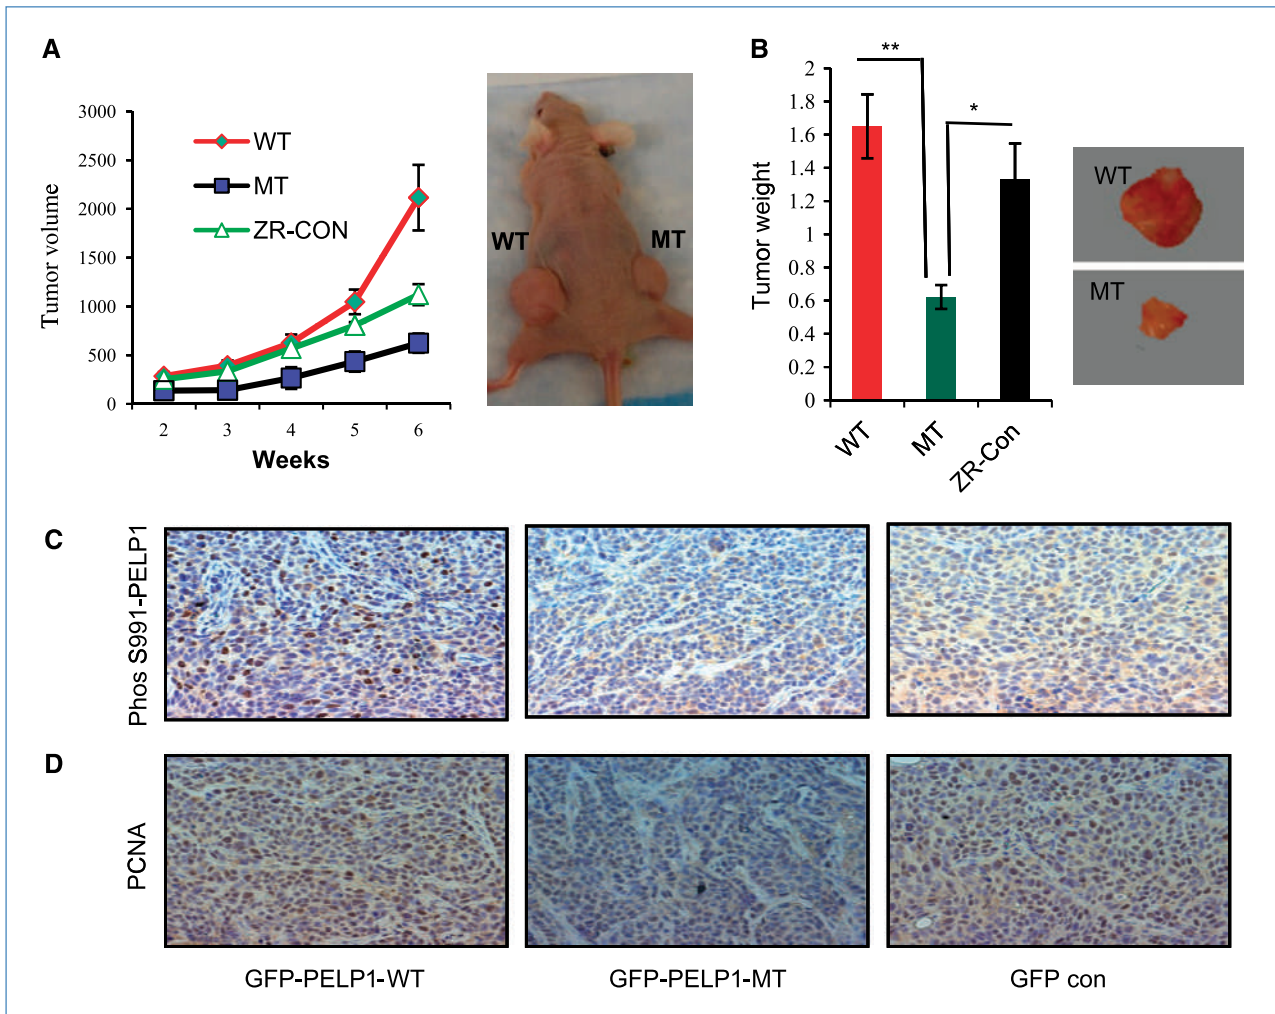 A
3000
2500
2000
1500
1000
500
0
Tumor volume
WT
MT
ZR-CON
2 3 4 5 6
Weeks
WT MT
B
**
*
2
1.8
1.6
1.4
1.2
1
0.8
0.6
0.4
0.2
0
Tumor weight
WT
MT
ZR-Con
WT
MT
C
Phos S991-PELP1
D
PCNA
GFP-PELP1-WT GFP-PELP1-MT GFP con